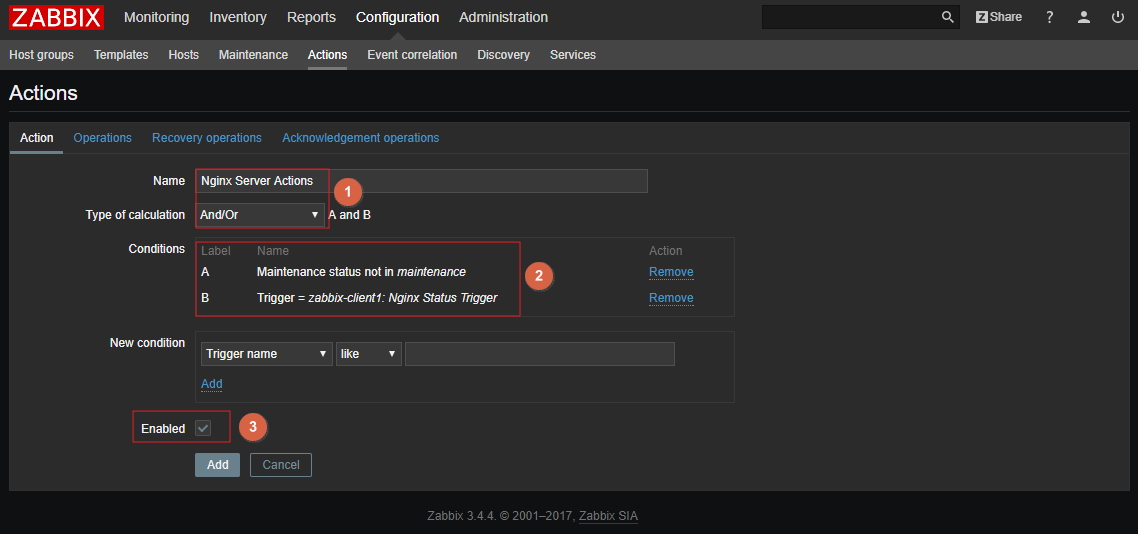 ZABBIX Monitoring Inventory Reports Configuration Administration Z Share ?
Host groups Templates Hosts Maintenance Actions Event correlation Discovery Services
Actions
Action Operations Recovery operations Acknowledgement operations
Name Nginx Server Actions 1
Type of calculation And/Or A and B
Conditions Label Name Action
A Maintenance status not in maintenance Remove
2
B Trigger = zabbix-client1: Nginx Status Trigger Remove
New condition Trigger name like
Add
Enabled 3
Add Cancel
Zabbix 3.4.4. © 2001–2017, Zabbix SIA